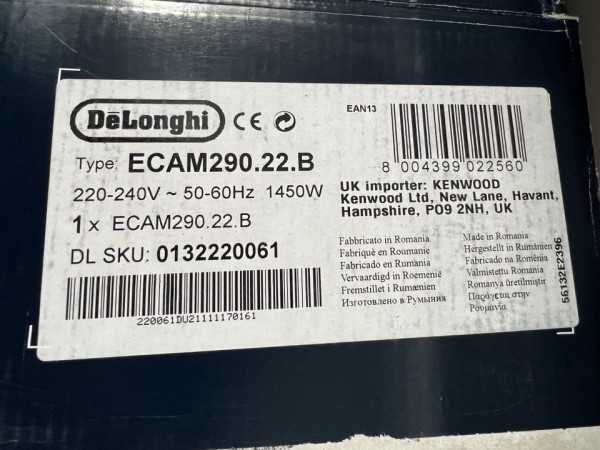 DeLonghi CE
Type: ECAM290.22.B
220-240V ~ 50-60Hz 1450W
1 x ECAM290.22.B
DL SKU: 0132220061
220061DU21111170161
EAN13
8 004399 022560
UK importer: KENWOOD
Kenwood Ltd, New Lane, Havant,
Hampshire, PO9 2NH, UK
Fabbricato in Romania
Fabriqué en Roumanie
Fabricado en Rumania
Vervaardigd in Roemenië
Fremstillet i Rumænien
Изготовлено в Румыния
Made in Romania
Hergestellt in Rumänien
Fabricado na Roménia
Valmistettu Romania
Romanya üretilmiştir
Παράγεται στην
Ρουμανία
56132E2396